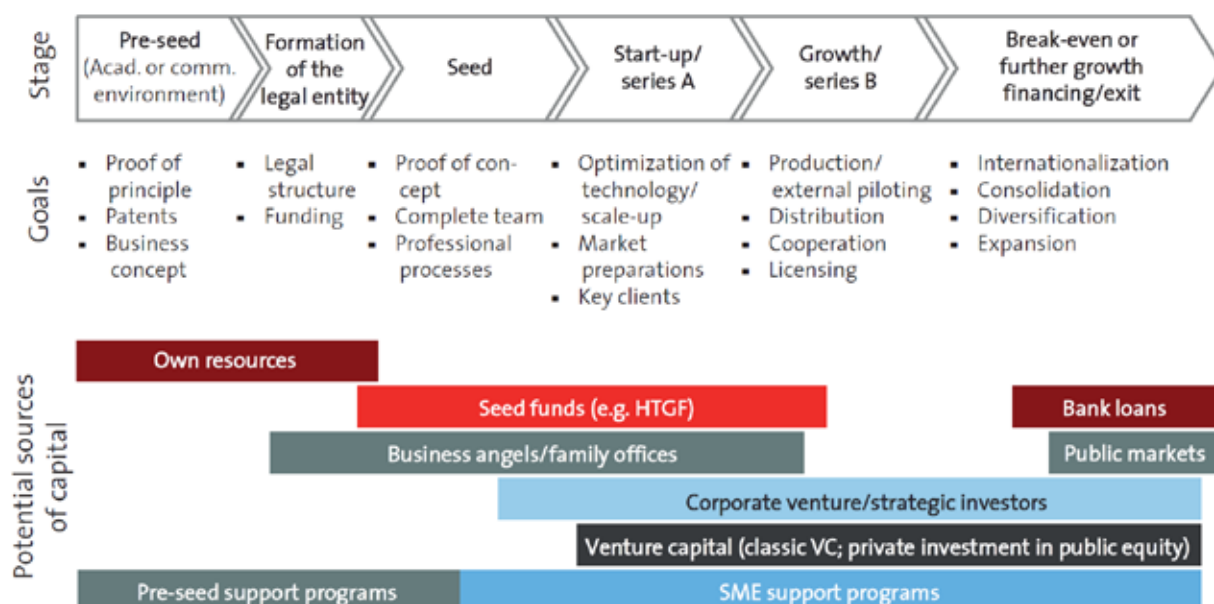 Stage
Pre-seed
(Acad. or comm.
environment)
Formation
of the
legal entity
Seed
Start-up/
series A
Growth/
series B
Break-even or
further growth
financing/exit
Goals
▪ Proof of
principle
▪ Patents
▪ Business
concept
▪ Legal
structure
▪ Funding
▪ Proof of con-
cept
▪ Complete team
▪ Professional
processes
▪ Optimization of
technology/
scale-up
▪ Market
preparations
▪ Key clients
▪ Production/
external piloting
▪ Distribution
▪ Cooperation
▪ Licensing
▪ Internationalization
▪ Consolidation
▪ Diversification
▪ Expansion
Potential sources
of capital
Own resources
Seed funds (e.g. HTGF)
Bank loans
Business angels/family offices
Public markets
Corporate venture/strategic investors
Venture capital (classic VC; private investment in public equity)
Pre-seed support programs
SME support programs